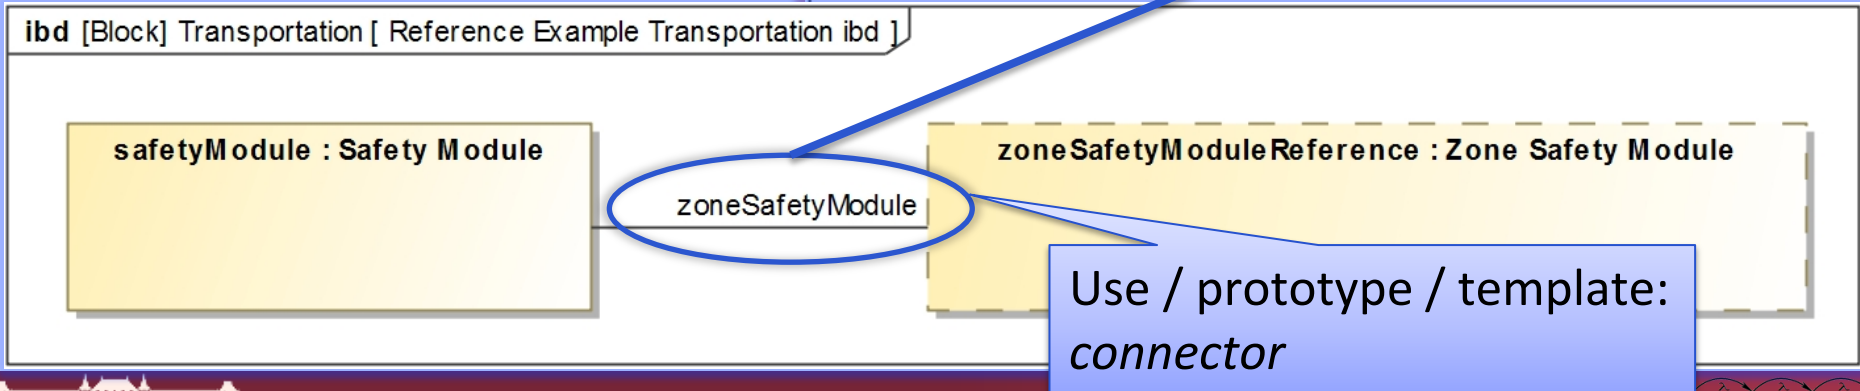 ibd [Block] Transportation [ Reference Example Transportation ibd ]
safetyModule : Safety Module
zoneSafetyModuleReference : Zone Safety Module
zoneSafetyModule
Use / prototype / template:
connector